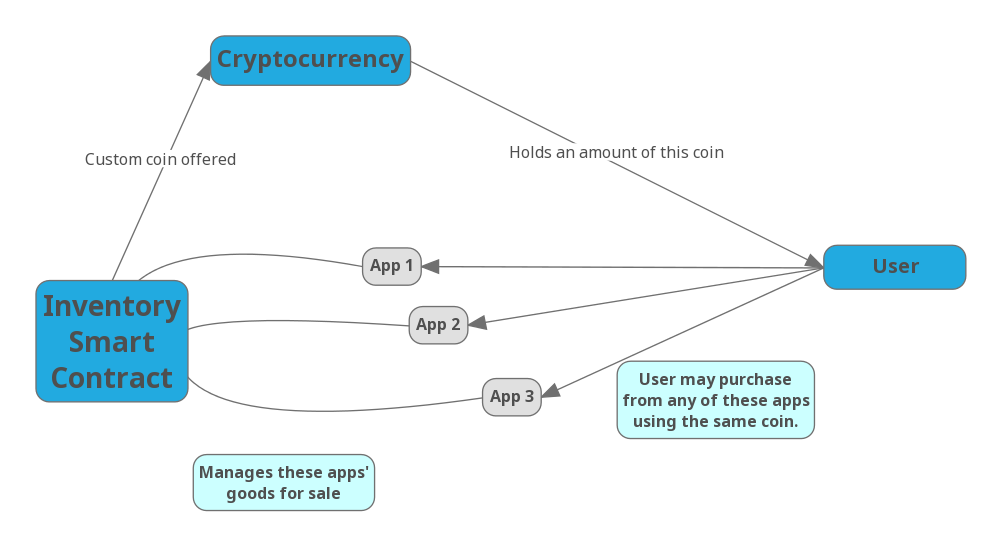 Cryptocurrency
Custom coin offered
Holds an amount of this coin
App 1
User
Inventory
Smart
Contract
App 2
App 3
User may purchase
from any of these apps
using the same coin.
Manages these apps'
goods for sale